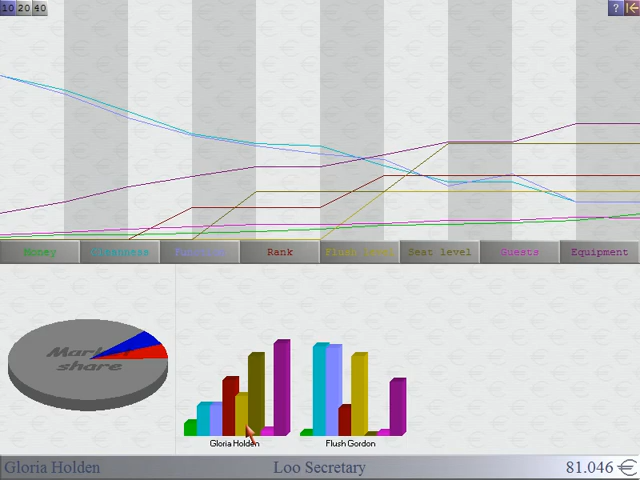 10 20 40 ?
Money Cleanness Function Rank Flush level Seat level Guests Equipment
Market share
Gloria Holden Flush Gordon
Gloria Holden Loo Secretary 81.046 €